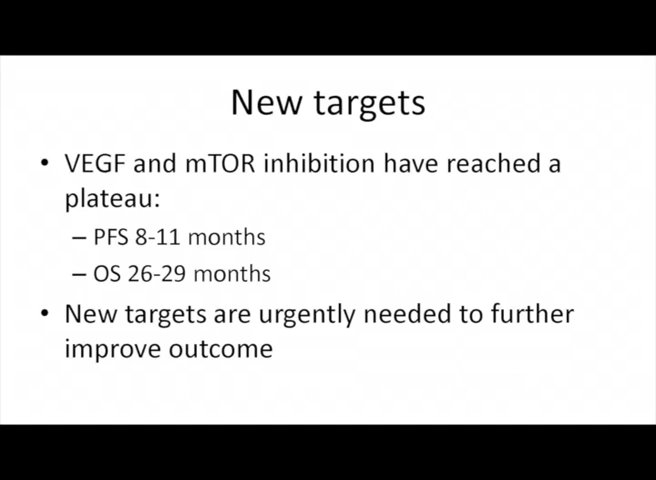 New targets
• VEGF and mTOR inhibition have reached a
plateau:
– PFS 8-11 months
– OS 26-29 months
• New targets are urgently needed to further
improve outcome